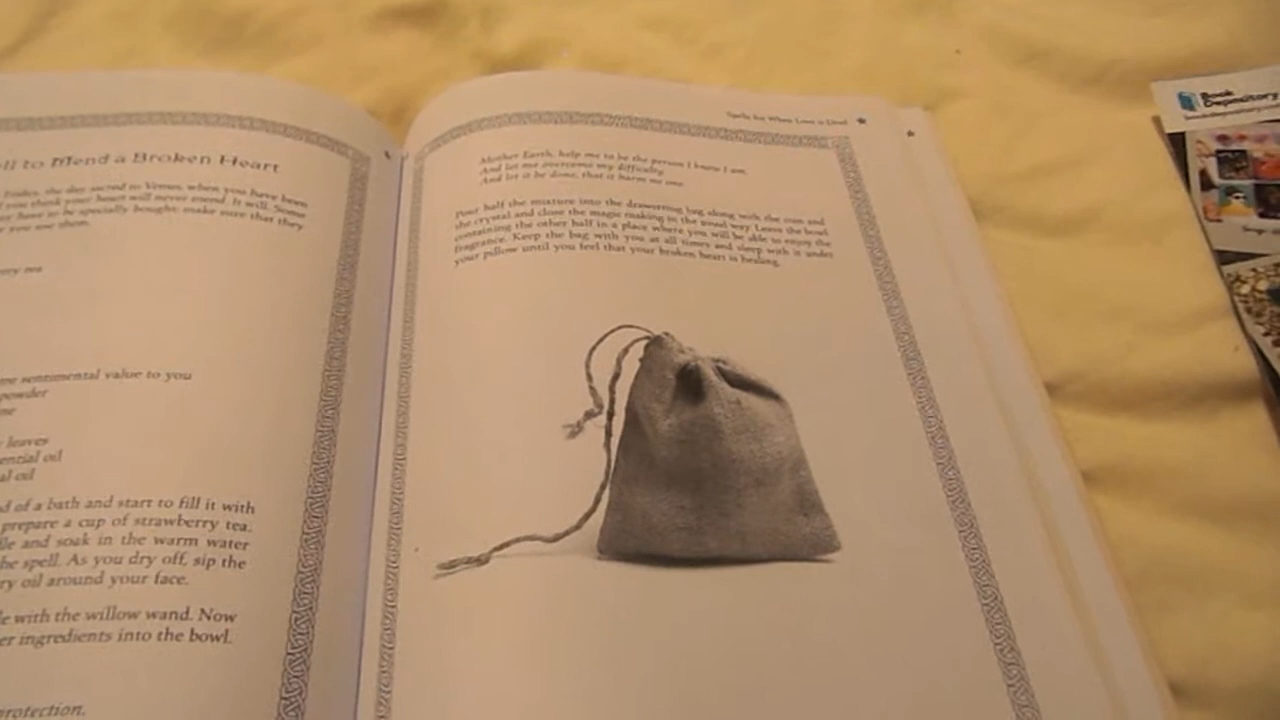 ll to Mend a Broken Heart
Friday, the day sacred to Venus, when you have been
you think your heart will never mend. It will. Some
have to be specially bought; make sure that they
you use them.
rry tea
me sentimental value to you
powder
ne
leaves
ential oil
al oil
d of a bath and start to fill it with
prepare a cup of strawberry tea.
le and soak in the warm water
he spell. As you dry off, sip the
ry oil around your face.
le with the willow wand. Now
er ingredients into the bowl.
protection.
Spells for When Love is Dead
Mother Earth, help me to be the person I know I am
And let me overcome my difficulty
And let it be done, that it harm no one
Pour half the mixture into the drawstring bag along with the coin and
the crystal and close the magic making in the usual way. Leave the bowl
containing the other half in a place where you will be able to enjoy the
fragrance. Keep the bag with you at all times and sleep with it under
your pillow until you feel that your broken heart is healing.
Book
Depository